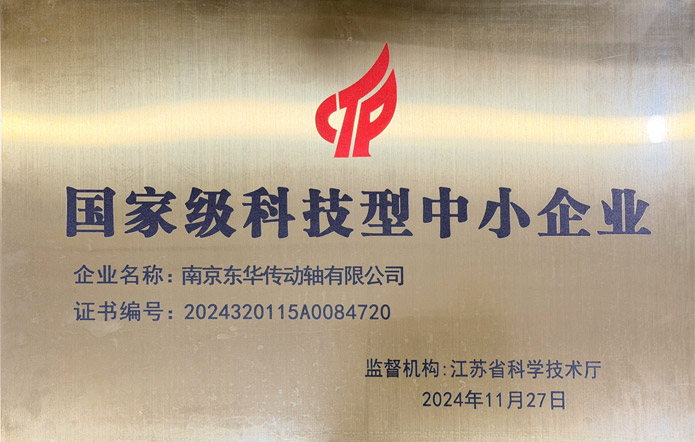 国家级科技型中小企业
企业名称:南京东华传动轴有限公司
证书编号:2024320115A0084720
监督机构:江苏省科学技术厅
2024年11月27日